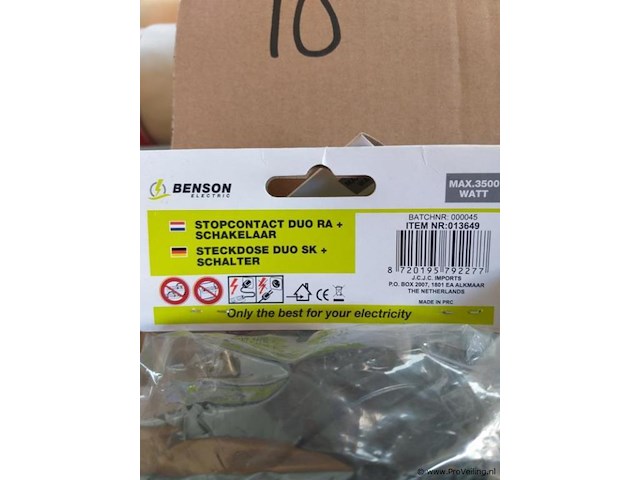 10
BENSON
ELECTRIC
MAX.3500
WATT
STOPCONTACT DUO RA +
SCHAKELAAR
STECKDOSE DUO SK +
SCHALTER
BATCHNR: 000045
ITEM NR:013649
8 720195 792277
J.C.J.C. IMPORTS
P.O. BOX 2007, 1801 EA ALKMAAR
THE NETHERLANDS
MADE IN PRC
CE
Only the best for your electricity
© www.ProVeiling.nl